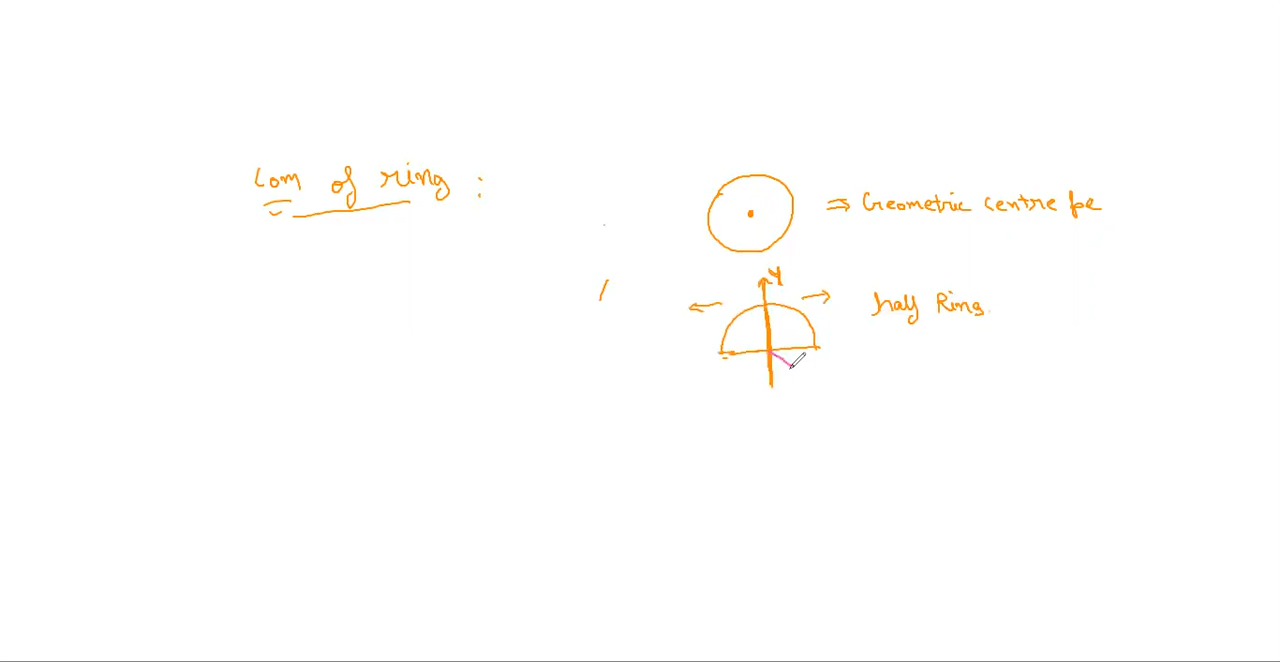 Com of ring :
⇒ Geometric centre pe
Y
half Ring.